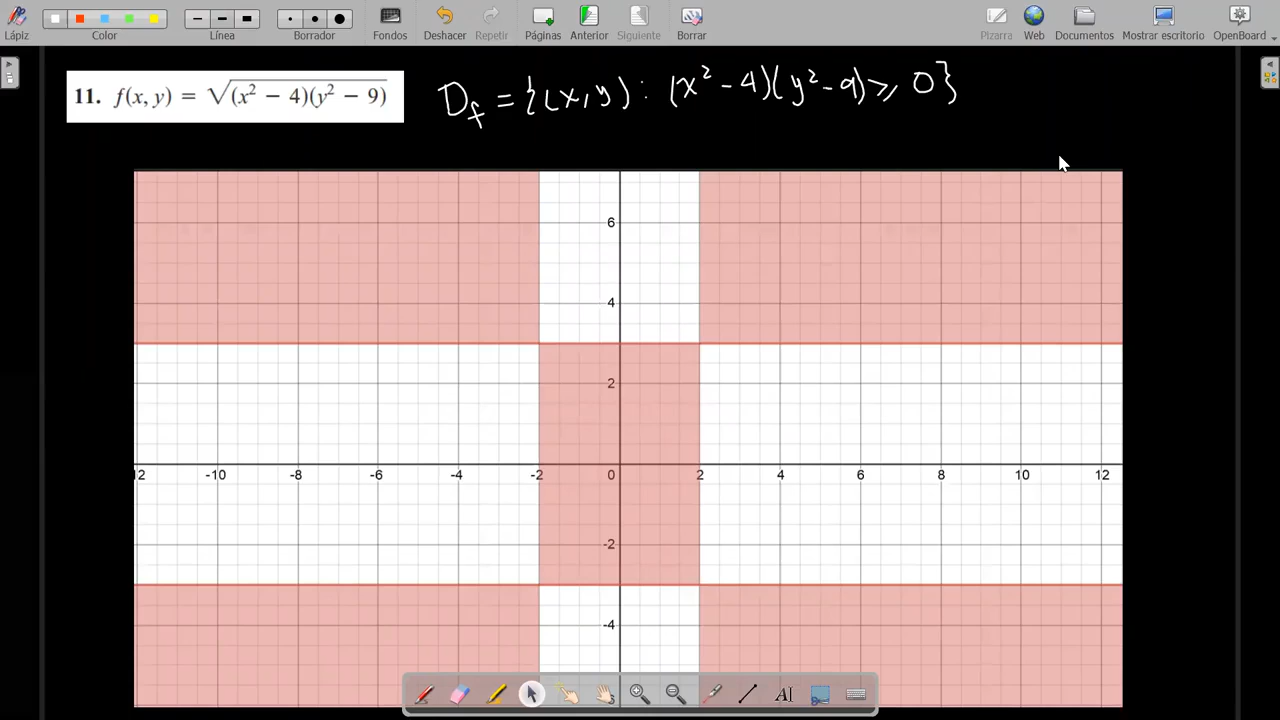 Lápiz Color Línea Borrador Fondos Deshacer Repetir Páginas Anterior Siguiente Borrar Pizarra Web Documentos Mostrar escritorio OpenBoard
11. f(x, y) = √(x² − 4)(y² − 9) D_f = {(x, y) : (x² − 4)(y² − 9) ⩾ 0}
6
4
2
12 -10 -8 -6 -4 -2 0 2 4 6 8 10 12
-2
-4
AI